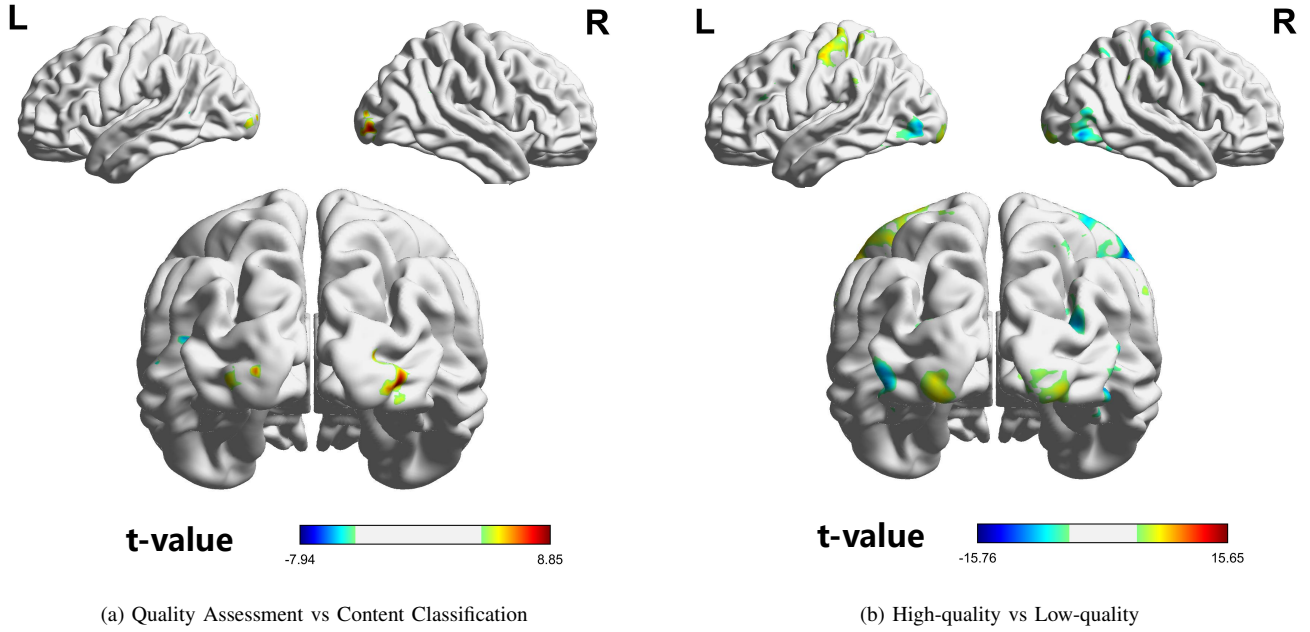 L
R
L
R
t-value
-7.94
8.85
t-value
-15.76
15.65
(a) Quality Assessment vs Content Classification
(b) High-quality vs Low-quality